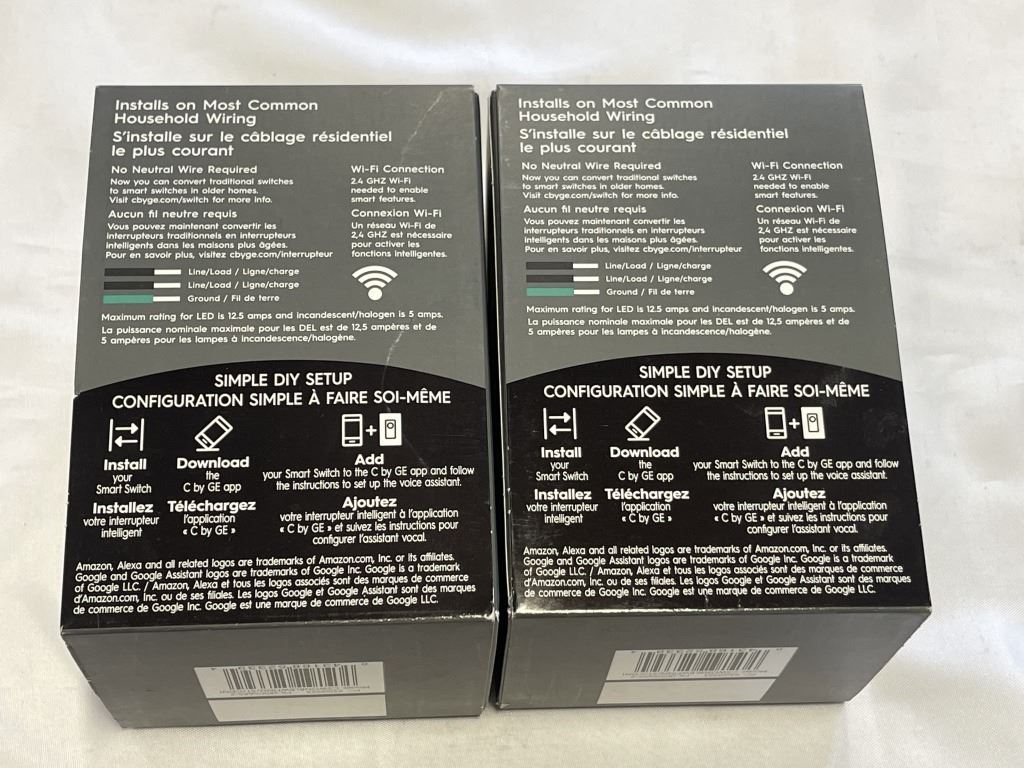 Installs on Most Common
Household Wiring
S'installe sur le câblage résidentiel
le plus courant
No Neutral Wire Required
Now you can convert traditional switches
to smart switches in older homes.
Visit cbyge.com/switch for more info.
Aucun fil neutre requis
Vous pouvez maintenant convertir les
interrupteurs traditionnels en interrupteurs
intelligents dans les maisons plus âgées.
Pour en savoir plus, visitez cbyge.com/interrupteur
Wi-Fi Connection
2.4 GHZ Wi-Fi
needed to enable
smart features.
Connexion Wi-Fi
Un réseau Wi-Fi de
2,4 GHZ est nécessaire
pour activer les
fonctions intelligentes.
Line/Load / Ligne/charge
Line/Load / Ligne/charge
Ground / Fil de terre
Maximum rating for LED is 12.5 amps and incandescent/halogen is 5 amps.
La puissance nominale maximale pour les DEL est de 12,5 ampères et de
5 ampères pour les lampes à incandescence/halogène.
SIMPLE DIY SETUP
CONFIGURATION SIMPLE À FAIRE SOI-MÊME
Install
your
Smart Switch
Installez
votre interrupteur
intelligent
Download
the
C by GE app
Téléchargez
l'application
« C by GE »
+
Add
your Smart Switch to the C by GE app and follow
the instructions to set up the voice assistant.
Ajoutez
votre interrupteur intelligent à l'application
« C by GE » et suivez les instructions pour
configurer l'assistant vocal.
Amazon, Alexa and all related logos are trademarks of Amazon.com, Inc. or its affiliates.
Google and Google Assistant logos are trademarks of Google Inc. Google is a trademark
of Google LLC. / Amazon, Alexa et tous les logos associés sont des marques de commerce
d'Amazon.com, Inc. ou de ses filiales. Les logos Google et Google Assistant sont des marques
de commerce de Google Inc. Google est une marque de commerce de Google LLC.
Installs on Most Common
Household Wiring
S'installe sur le câblage résidentiel
le plus courant
No Neutral Wire Required
Now you can convert traditional switches
to smart switches in older homes.
Visit cbyge.com/switch for more info.
Aucun fil neutre requis
Vous pouvez maintenant convertir les
interrupteurs traditionnels en interrupteurs
intelligents dans les maisons plus âgées.
Pour en savoir plus, visitez cbyge.com/interrupteur
Wi-Fi Connection
2.4 GHZ Wi-Fi
needed to enable
smart features.
Connexion Wi-Fi
Un réseau Wi-Fi de
2,4 GHZ est nécessaire
pour activer les
fonctions intelligentes.
Line/Load / Ligne/charge
Line/Load / Ligne/charge
Ground / Fil de terre
Maximum rating for LED is 12.5 amps and incandescent/halogen is 5 amps.
La puissance nominale maximale pour les DEL est de 12,5 ampères et de
5 ampères pour les lampes à incandescence/halogène.
SIMPLE DIY SETUP
CONFIGURATION SIMPLE À FAIRE SOI-MÊME
Install
your
Smart Switch
Installez
votre interrupteur
intelligent
Download
the
C by GE app
Téléchargez
l'application
« C by GE »
+
Add
your Smart Switch to the C by GE app and follow
the instructions to set up the voice assistant.
Ajoutez
votre interrupteur intelligent à l'application
« C by GE » et suivez les instructions pour
configurer l'assistant vocal.
Amazon, Alexa and all related logos are trademarks of Amazon.com, Inc. or its affiliates.
Google and Google Assistant logos are trademarks of Google Inc. Google is a trademark
of Google LLC. / Amazon, Alexa et tous les logos associés sont des marques de commerce
d'Amazon.com, Inc. ou de ses filiales. Les logos Google et Google Assistant sont des marques
de commerce de Google Inc. Google est une marque de commerce de Google LLC.